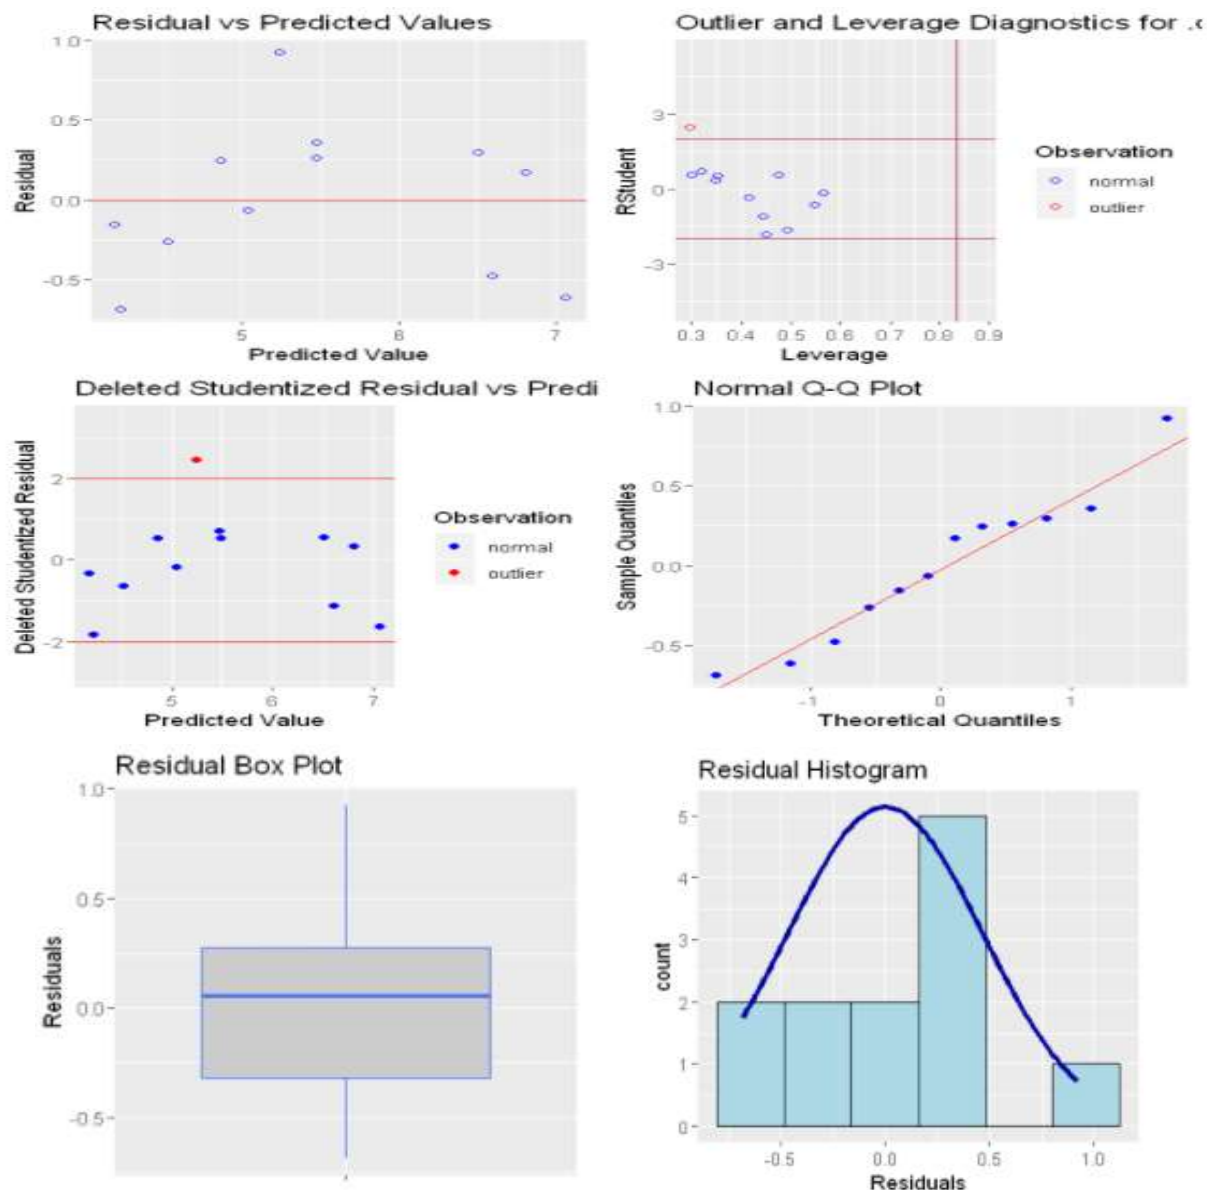 Residual vs Predicted Values
1.0
0.5
0.0
-0.5
Residual
5 6 7
Predicted Value
Outlier and Leverage Diagnostics for
3
0
-3
RStudent
0.3 0.4 0.5 0.6 0.7 0.8 0.9
Leverage
Observation
normal
outlier
Deleted Studentized Residual vs Predi
2
0
-2
Deleted Studentized Residual
5 6 7
Predicted Value
Observation
normal
outlier
Normal Q-Q Plot
1.0
0.5
0.0
-0.5
Sample Quantiles
-1 0 1
Theoretical Quantiles
Residual Box Plot
1.0
0.5
0.0
-0.5
Residuals
Residual Histogram
5
4
3
2
1
0
count
-0.5 0.0 0.5 1.0
Residuals